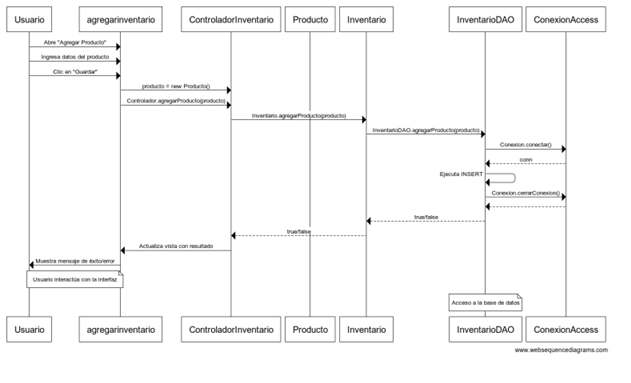 Usuario agregarinventario ControladorInventario Producto Inventario InventarioDAO ConexionAccess
Abre "Agregar Producto"
Ingresa datos del producto
Clic en "Guardar"
producto = new Producto()
Controlador.agregarProducto(producto)
Inventario.agregarProducto(producto)
InventarioDAO.agregarProducto(producto)
Conexion.conectar()
conn
Ejecuta INSERT
Conexion.cerrarConexion()
true/false
true/false
Actualiza vista con resultado
Muestra mensaje de éxito/error
Usuario interactúa con la interfaz
Acceso a la base de datos
Usuario agregarinventario ControladorInventario Producto Inventario InventarioDAO ConexionAccess
www.websequencediagrams.com